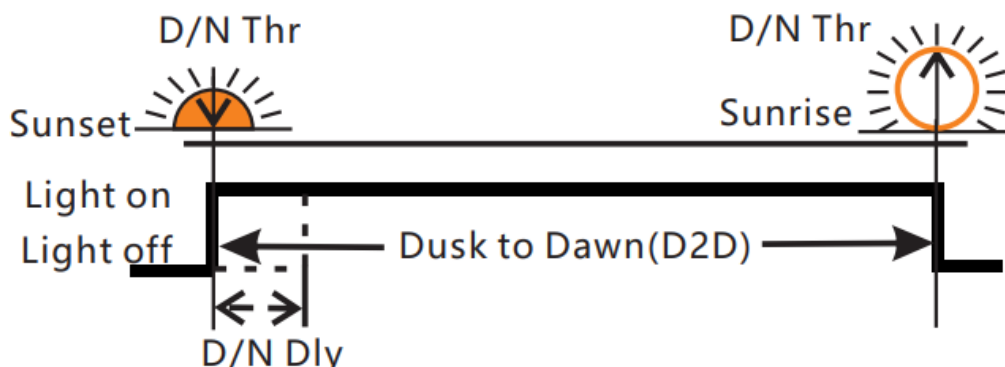 D/N Thr
D/N Thr
Sunset
Sunrise
Light on
Light off
Dusk to Dawn(D2D)
D/N Dly